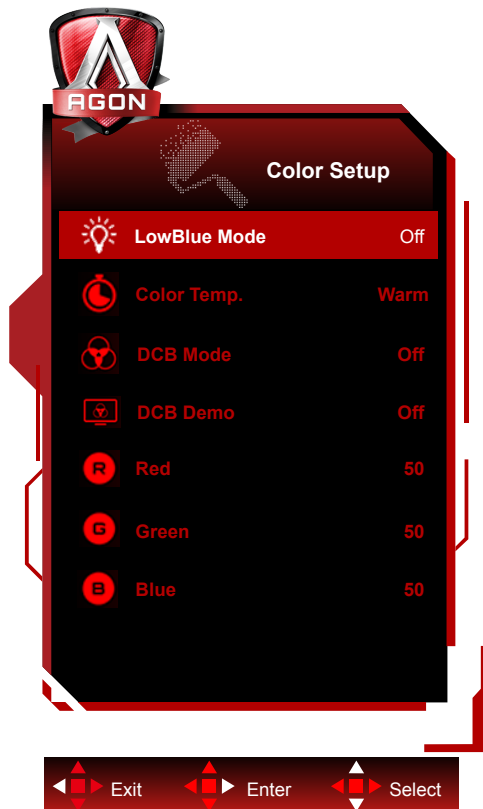 AGON
Color Setup
LowBlue Mode Off
Color Temp. Warm
DCB Mode Off
DCB Demo Off
R Red 50
G Green 50
B Blue 50
Exit Enter Select